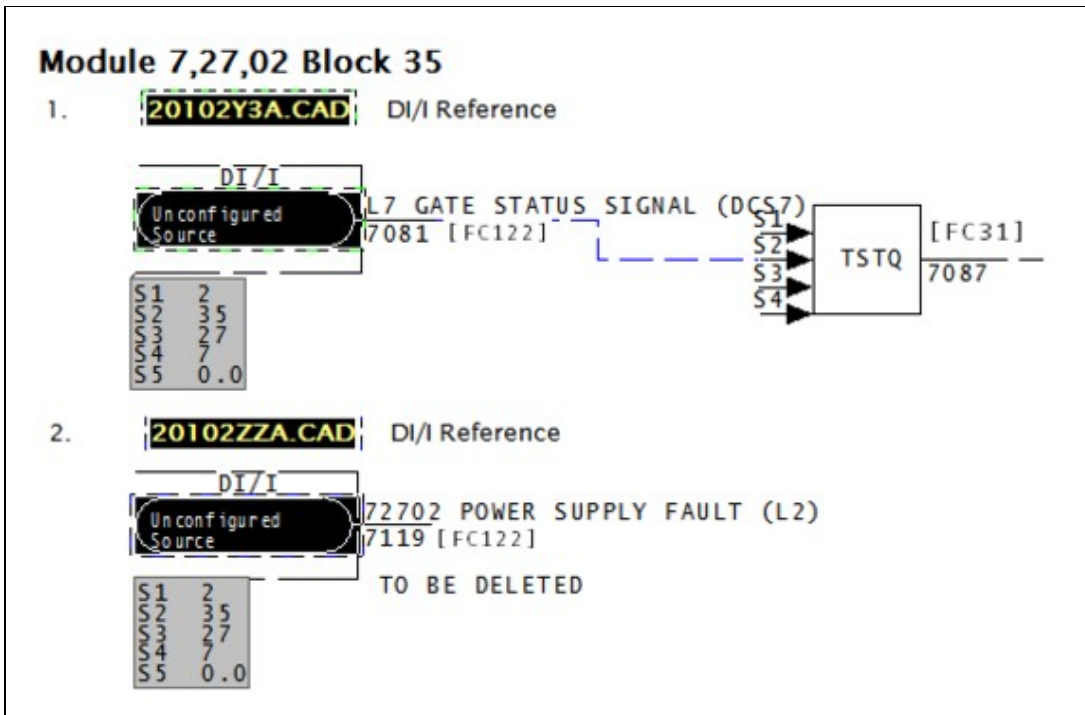 Module 7,27,02 Block 35
1. 20102Y3A.CAD DI/I Reference
DI/I
Unconfigured
Source
L7 GATE STATUS SIGNAL (DCS7)
7081 [FC122]
S1
S2
S3
S4
TSTQ
[FC31]
7087
S1 2
S2 35
S3 27
S4 7
S5 0.0
2. 20102ZZA.CAD DI/I Reference
DI/I
Unconfigured
Source
72702 POWER SUPPLY FAULT (L2)
7119 [FC122]
TO BE DELETED
S1 2
S2 35
S3 27
S4 7
S5 0.0